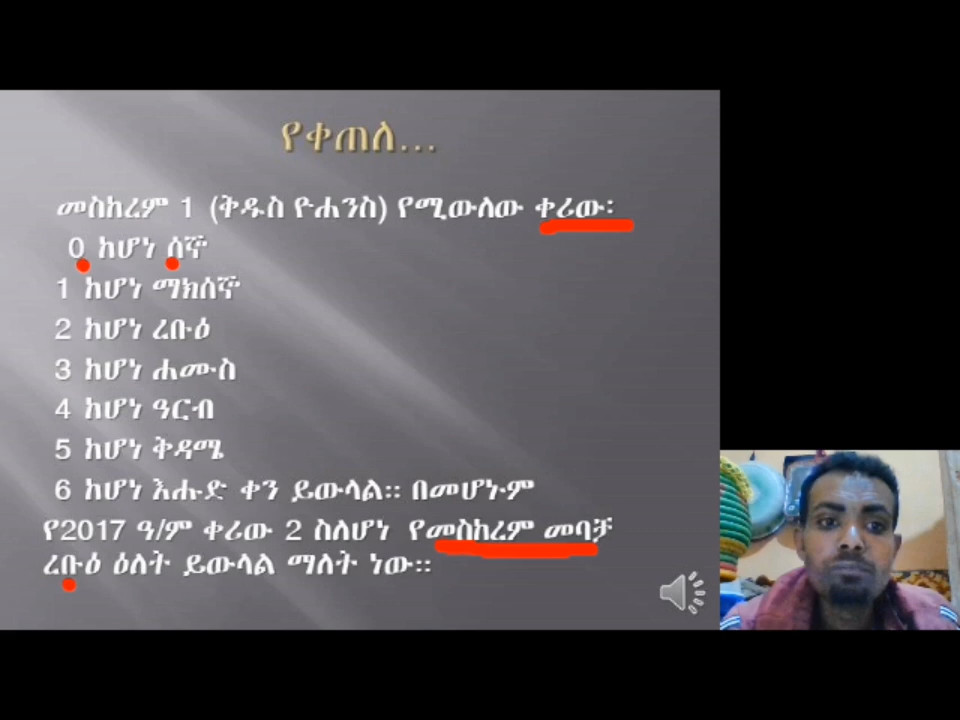 የቀጠለ...
መስከረም 1 (ቅዱስ ዮሐንስ) የሚውለው ቀሪው፡
0 ከሆነ ሰኞ
1 ከሆነ ማክሰኞ
2 ከሆነ ረቡዕ
3 ከሆነ ሐሙስ
4 ከሆነ ዓርብ
5 ከሆነ ቅዳሜ
6 ከሆነ እሑድ ቀን ይውላል። በመሆኑም
የ2017 ዓ/ም ቀሪው 2 ስለሆነ የመስከረም መባቻ
ረቡዕ ዕለት ይውላል ማለት ነው።